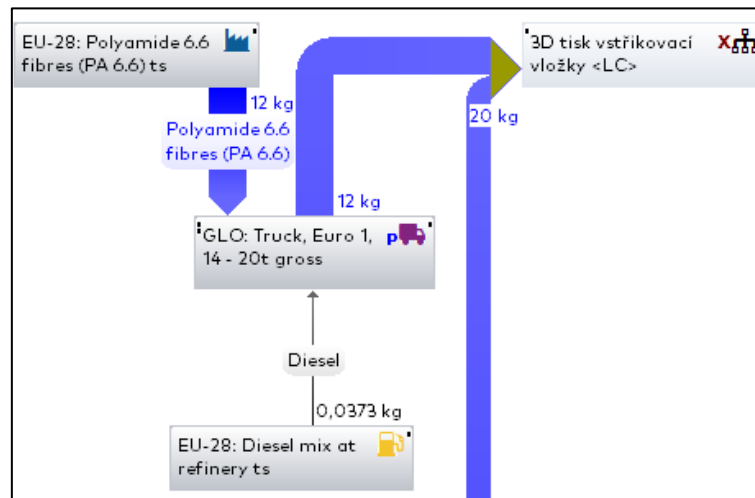 EU-28: Polyamide 6.6
fibres (PA 6.6) ts
3D tisk vstřikovací
vložky <LC>
X
12 kg
20 kg
Polyamide 6.6
fibres (PA 6.6)
12 kg
GLO: Truck, Euro 1,
14 - 20t gross
p
Diesel
0,0373 kg
EU-28: Diesel mix at
refinery ts